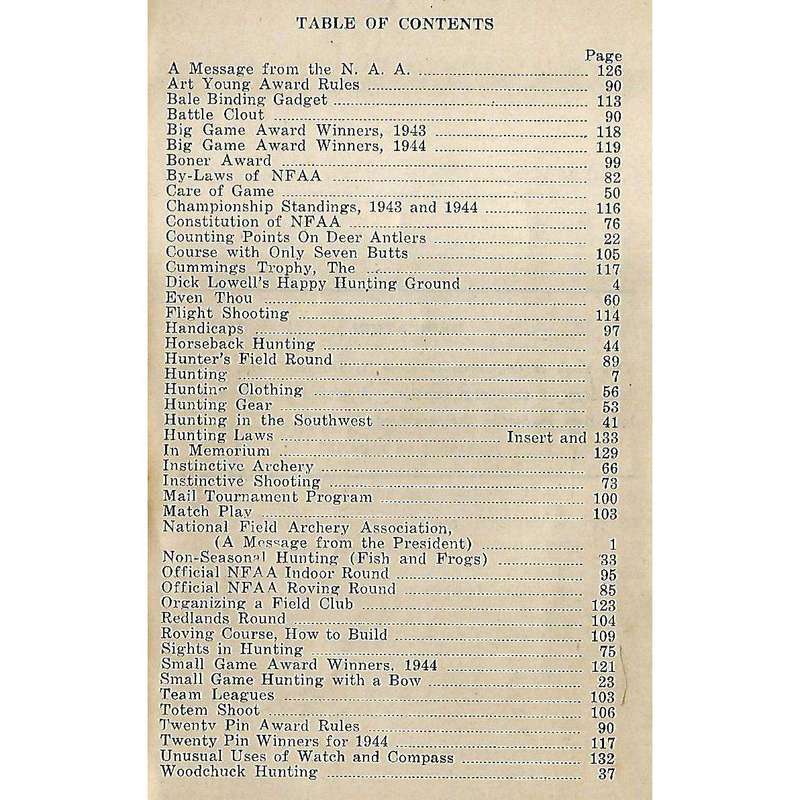 TABLE OF CONTENTS
Page
A Message from the N. A. A. 126
Art Young Award Rules 90
Bale Binding Gadget 113
Battle Clout 90
Big Game Award Winners, 1943 118
Big Game Award Winners, 1944 119
Boner Award 99
By-Laws of NFAA 82
Care of Game 50
Championship Standings, 1943 and 1944 116
Constitution of NFAA 76
Counting Points On Deer Antlers 22
Course with Only Seven Butts 105
Cummings Trophy, The 117
Dick Lowell's Happy Hunting Ground 4
Even Thou 60
Flight Shooting 114
Handicaps 97
Horseback Hunting 44
Hunter's Field Round 89
Hunting 7
Hunting Clothing 56
Hunting Gear 53
Hunting in the Southwest 41
Hunting Laws Insert and 133
In Memorium 129
Instinctive Archery 66
Instinctive Shooting 73
Mail Tournament Program 100
Match Play 103
National Field Archery Association,
(A Message from the President) 1
Non-Seasonal Hunting (Fish and Frogs) 33
Official NFAA Indoor Round 95
Official NFAA Roving Round 85
Organizing a Field Club 123
Redlands Round 104
Roving Course, How to Build 109
Sights in Hunting 75
Small Game Award Winners, 1944 121
Small Game Hunting with a Bow 23
Team Leagues 103
Totem Shoot 106
Twenty Pin Award Rules 90
Twenty Pin Winners for 1944 117
Unusual Uses of Watch and Compass 132
Woodchuck Hunting 37